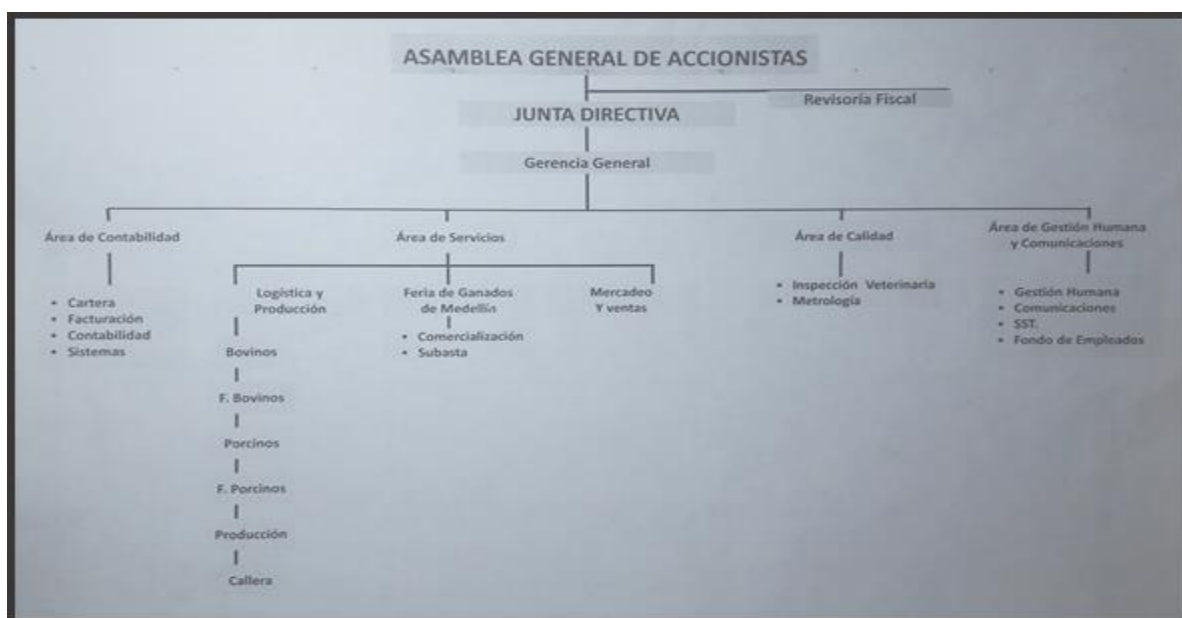 ASAMBLEA GENERAL DE ACCIONISTAS
Revisoría Fiscal
JUNTA DIRECTIVA
Gerencia General
Área de Contabilidad
• Cartera
• Facturación
• Contabilidad
• Sistemas
Área de Servicios
Logística y
Producción
Bovinos
F. Bovinos
Porcinos
F. Porcinos
Producción
Callera
Feria de Ganados
de Medellín
• Comercialización
• Subasta
Mercadeo
Y ventas
Área de Calidad
• Inspección Veterinaria
• Metrología
Área de Gestión Humana
y Comunicaciones
• Gestión Humana
• Comunicaciones
• SST.
• Fondo de Empleados